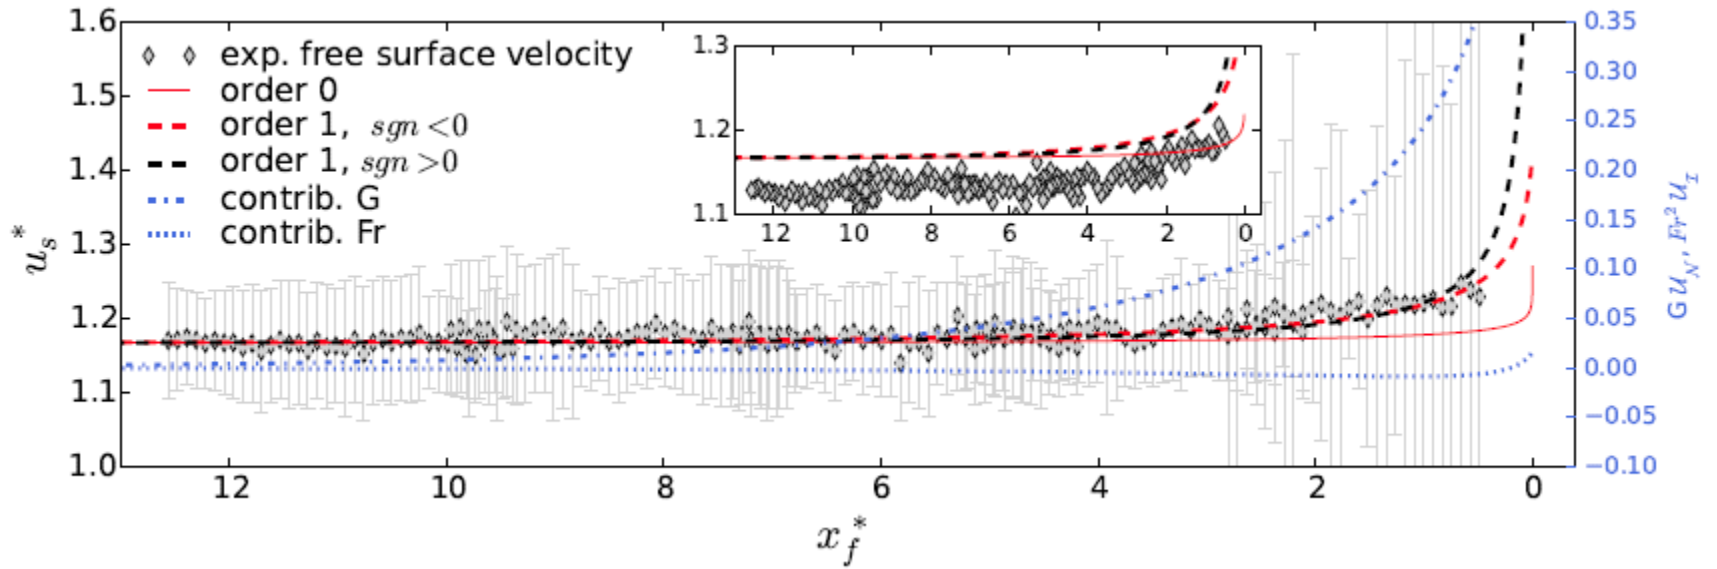 1.6
1.5
1.4
1.3
1.2
1.1
1.0
u_s^*
exp. free surface velocity
order 0
order 1, sgn<0
order 1, sgn>0
contrib. G
contrib. Fr
1.3
1.2
1.1
12 10 8 6 4 2 0
0.35
0.30
0.25
0.20
0.15
0.10
0.05
0.00
−0.05
−0.10
G 𝒰_𝒩, Fr² 𝒰_ℐ
12 10 8 6 4 2 0
x_f^*